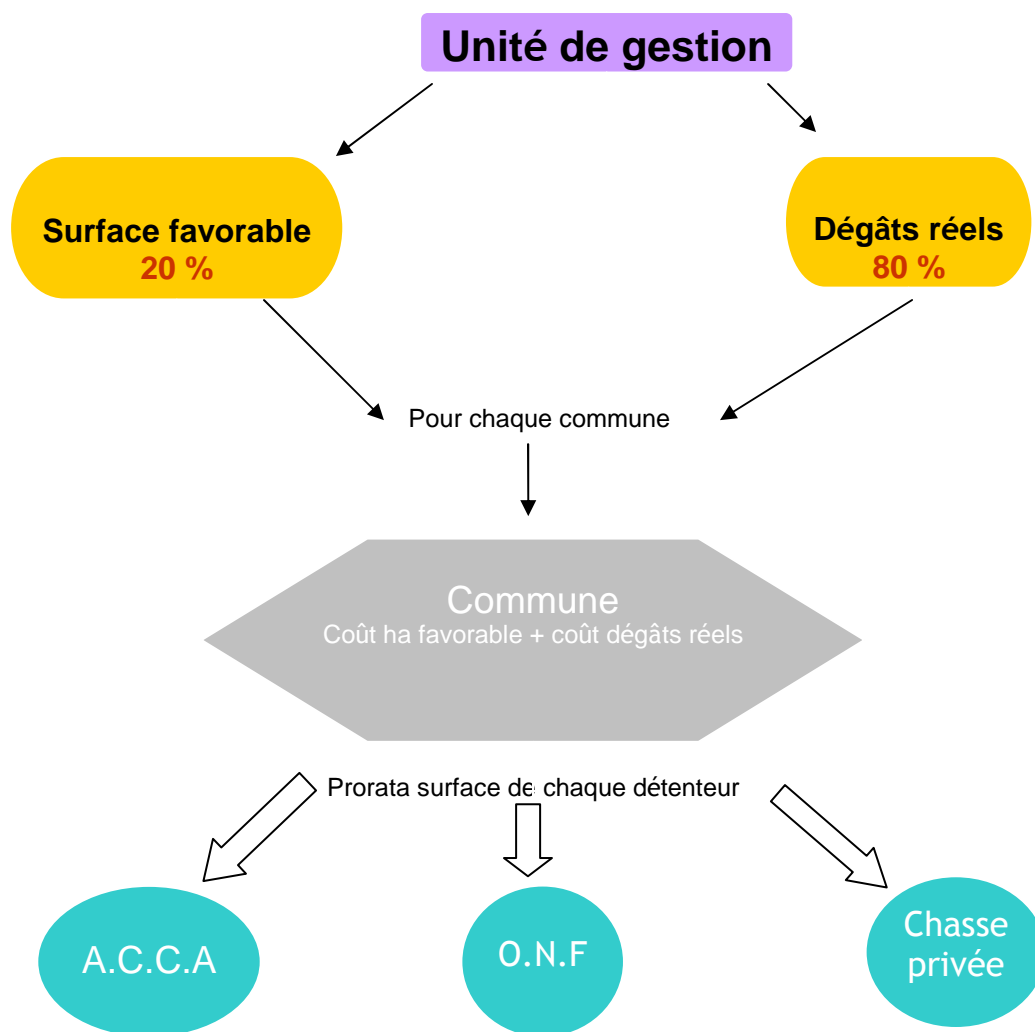 Unité de gestion
Surface favorable
20 %
Dégâts réels
80 %
Pour chaque commune
Commune
Coût ha favorable + coût dégâts réels
Prorata surface de chaque détenteur
A.C.C.A
O.N.F
Chasse
privée